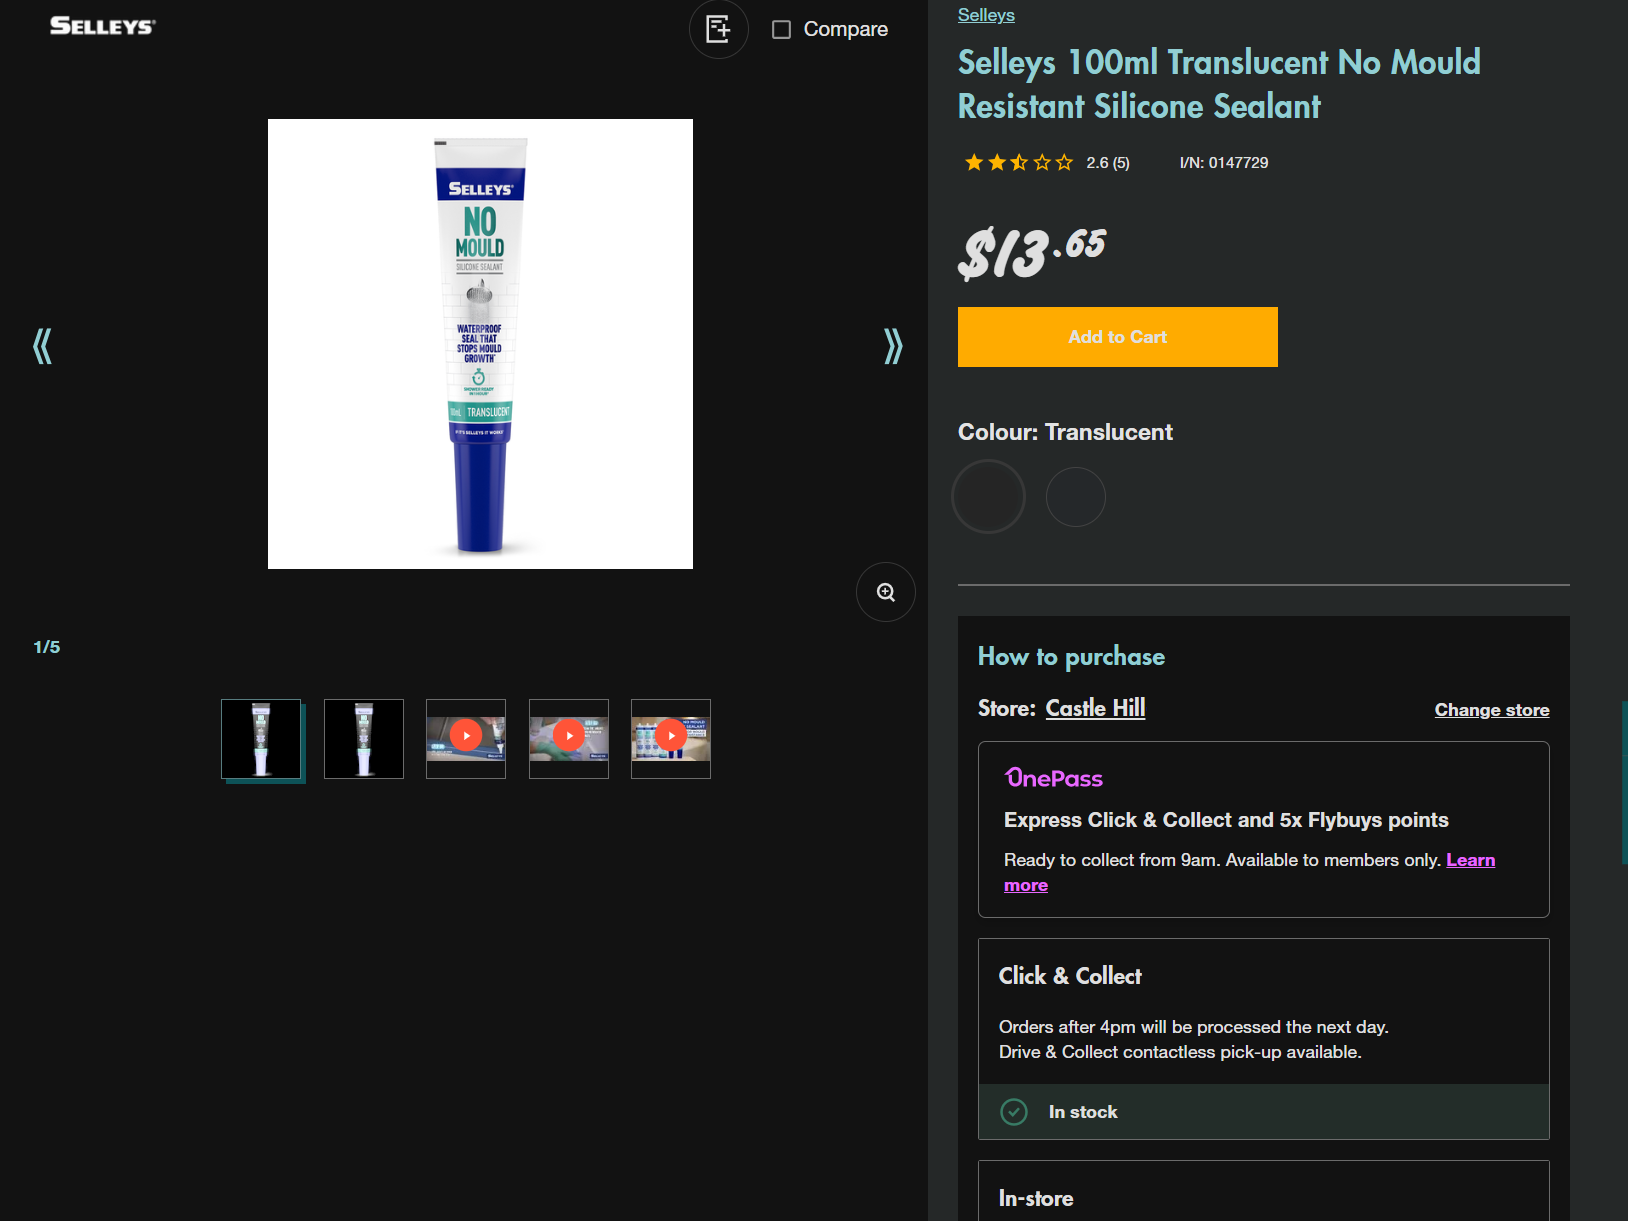 SELLEYS
Compare
SELLEYS
NO
MOULD
SILICONE SEALANT
WATERPROOF
SEAL THAT
STOPS MOULD
GROWTH
SHOWER READY
IN 1 HOUR
100mL TRANSLUCENT
IF IT'S SELLEYS IT WORKS
1/5
Selleys
Selleys 100ml Translucent No Mould
Resistant Silicone Sealant
2.6 (5)
I/N: 0147729
$13.65
Add to Cart
Colour: Translucent
How to purchase
Store: Castle Hill
Change store
OnePass
Express Click & Collect and 5x Flybuys points
Ready to collect from 9am. Available to members only. Learn
more
Click & Collect
Orders after 4pm will be processed the next day.
Drive & Collect contactless pick-up available.
In stock
In-store